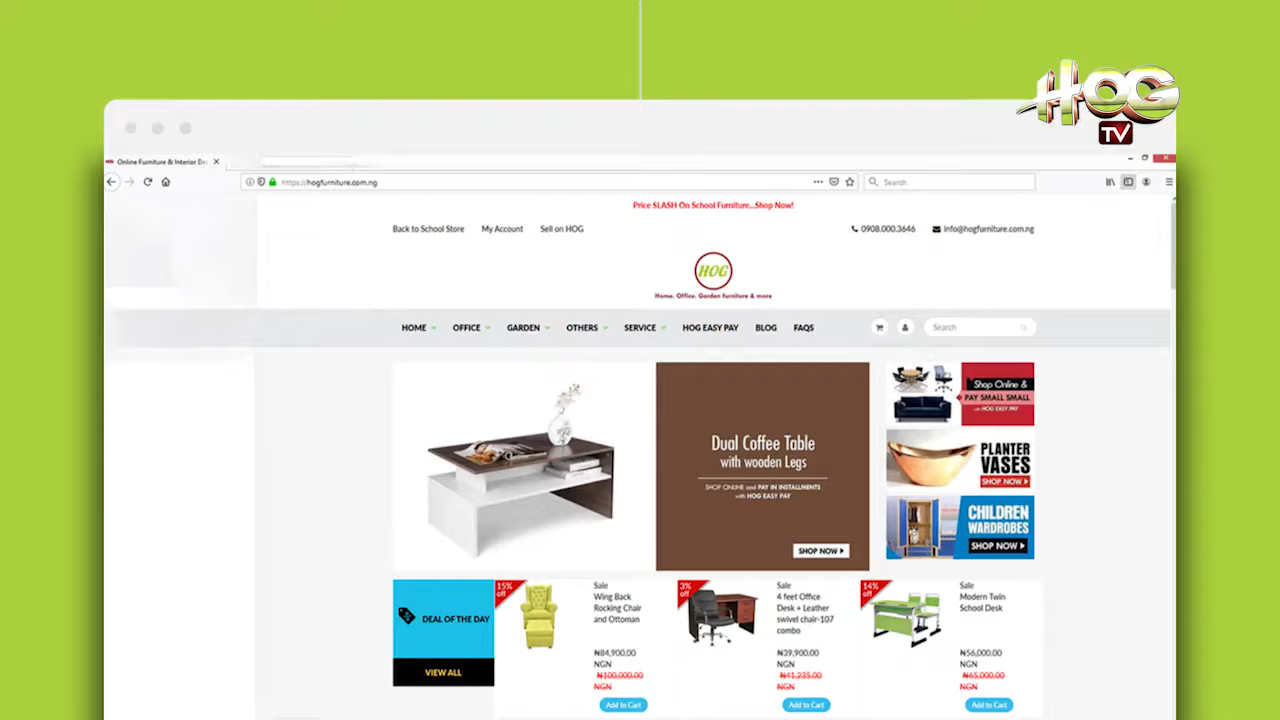 HOG
TV
Online Furniture & Interior De
https://hogfurniture.com.ng
Search
Price SLASH On School Furniture...Shop Now!
Back to School Store My Account Sell on HOG
0908.000.3646 info@hogfurniture.com.ng
HOG
Home. Office. Garden furniture & more
HOME OFFICE GARDEN OTHERS SERVICE HOG EASY PAY BLOG FAQS
Search
Dual Coffee Table
with wooden Legs
SHOP ONLINE and PAY IN INSTALLMENTS
with HOG EASY PAY
SHOP NOW
Shop Online &
PAY SMALL SMALL
with HOG EASY PAY
PLANTER
VASES
SHOP NOW
CHILDREN
WARDROBES
SHOP NOW
DEAL OF THE DAY
VIEW ALL
15%
off
Sale
Wing Back
Rocking Chair
and Ottoman
₦84,900.00
NGN
₦100,000.00
NGN
Add to Cart
3%
off
Sale
4 feet Office
Desk + Leather
swivel chair-107
combo
₦39,900.00
NGN
₦41,235.00
NGN
Add to Cart
14%
off
Sale
Modern Twin
School Desk
₦56,000.00
NGN
₦65,000.00
NGN
Add to Cart